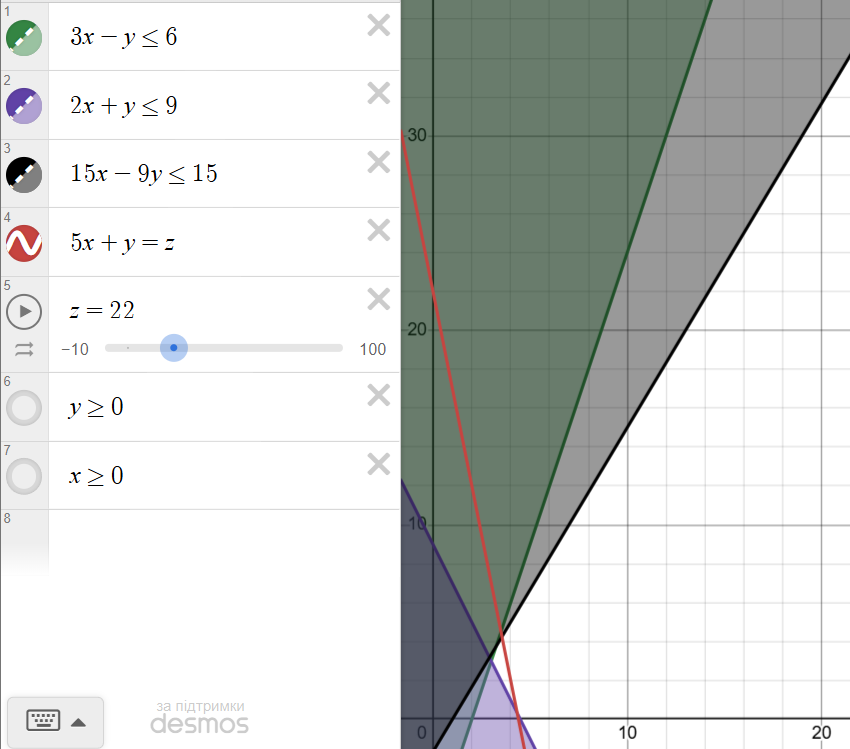 1
3x − y ≤ 6
2
2x + y ≤ 9
3
15x − 9y ≤ 15
4
5x + y = z
5
z = 22
−10
100
6
y ≥ 0
7
x ≥ 0
8
за підтримки
desmos
30
20
10
0
10
20